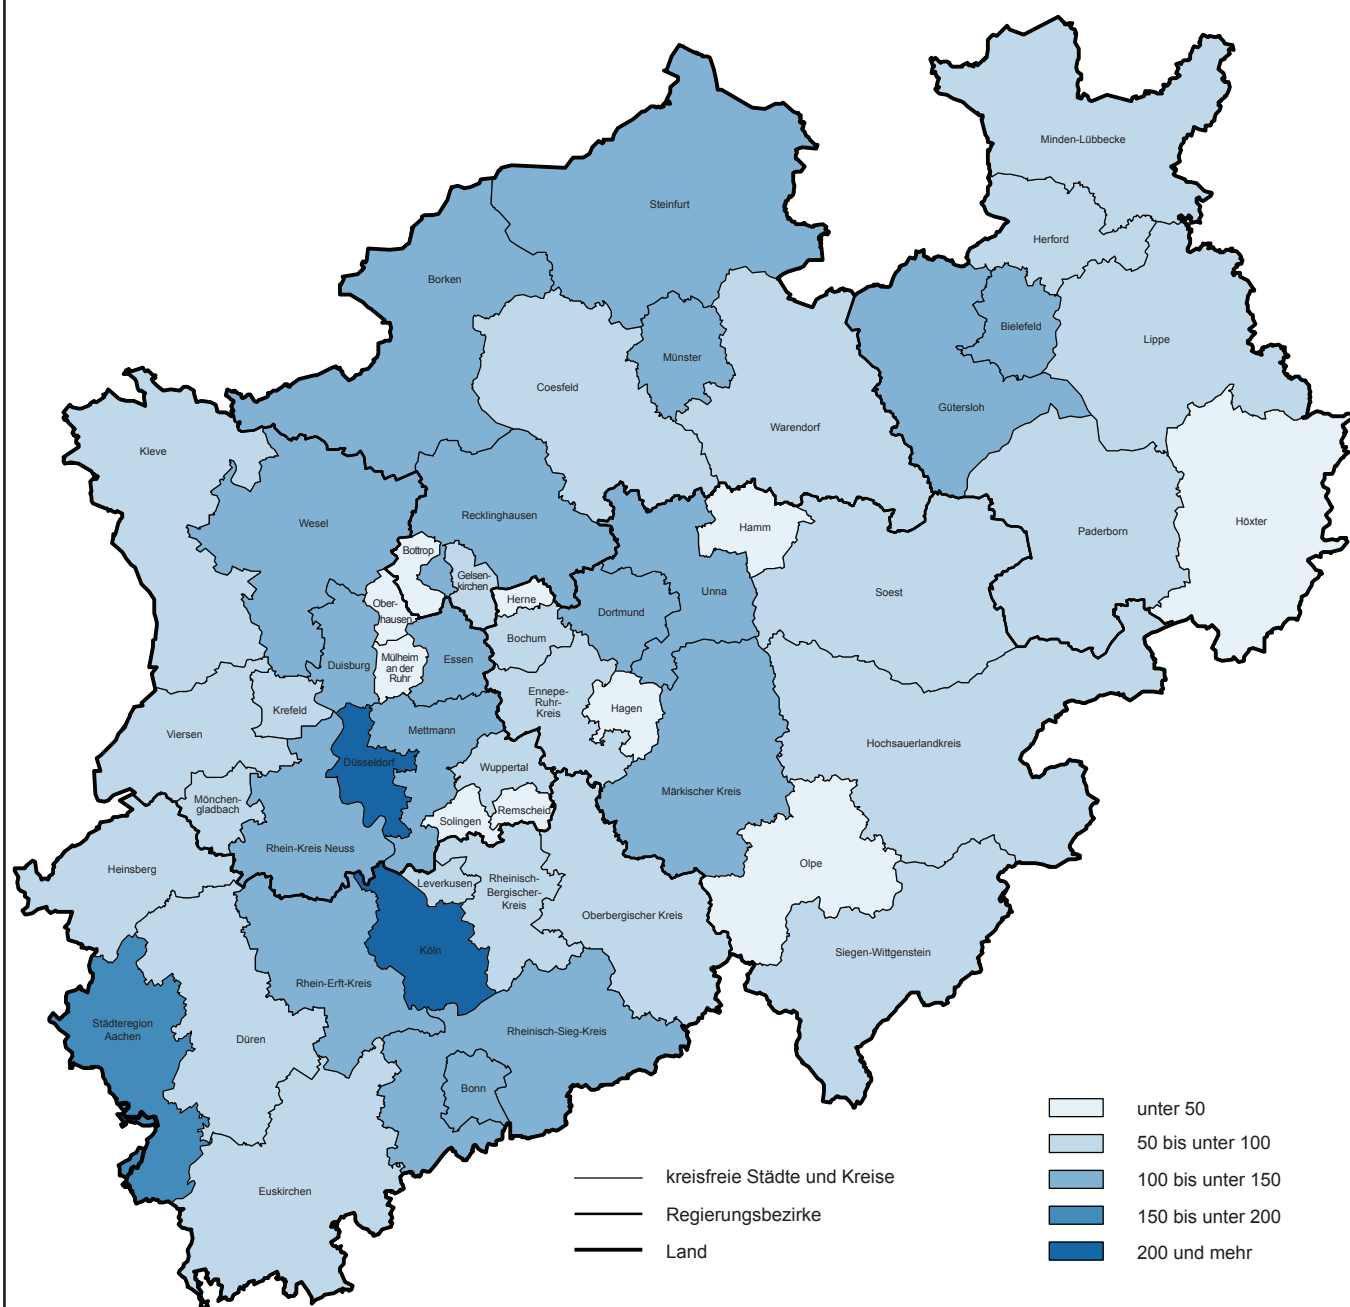 Minden-Lübbecke
Steinfurt
Herford
Borken
Bielefeld
Lippe
Münster
Coesfeld
Gütersloh
Warendorf
Kleve
Wesel
Recklinghausen
Hamm
Höxter
Paderborn
Bottrop
Gelsen-
kirchen
Unna
Soest
Herne
Ober-
hausen
Dortmund
Bochum
Duisburg
Mülheim
an der
Ruhr
Essen
Ennepe-
Ruhr-
Kreis
Hagen
Krefeld
Viersen
Mettmann
Hochsauerlandkreis
Düsseldorf
Wuppertal
Märkischer Kreis
Mönchen-
gladbach
Solingen
Remscheid
Rhein-Kreis Neuss
Olpe
Heinsberg
Leverkusen
Rheinisch-
Bergischer-
Kreis
Oberbergischer Kreis
Köln
Siegen-Wittgenstein
Rhein-Erft-Kreis
Städteregion
Aachen
Düren
Rheinisch-Sieg-Kreis
Bonn
Euskirchen
kreisfreie Städte und Kreise
Regierungsbezirke
Land
unter 50
50 bis unter 100
100 bis unter 150
150 bis unter 200
200 und mehr